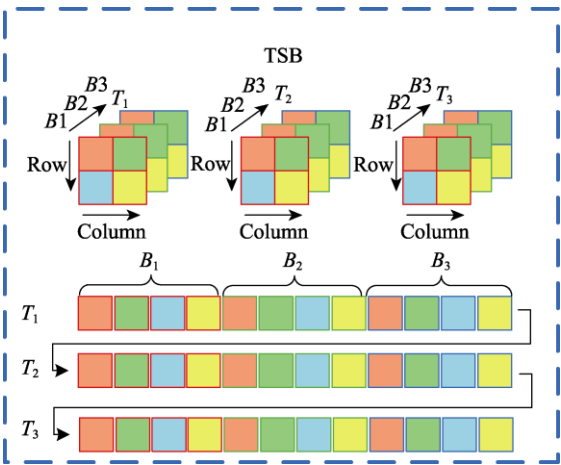 TSB
B1 B2 B3 T₁
Row
Column
B1 B2 B3 T₂
Row
Column
B1 B2 B3 T₃
Row
Column
B₁ B₂ B₃
T₁
T₂
T₃